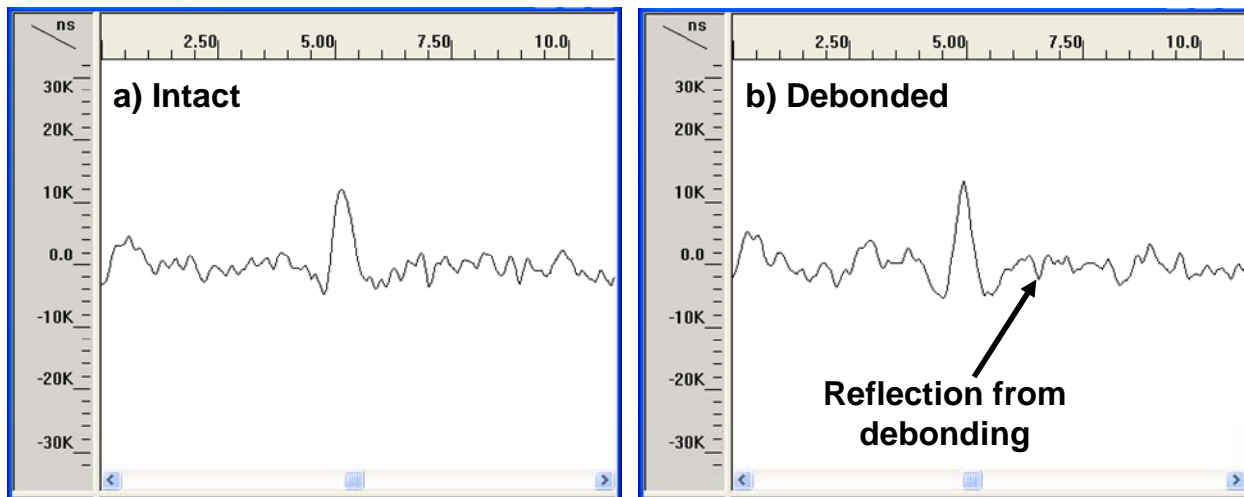 ns
2.50 5.00 7.50 10.0
30K
20K
10K
0.0
-10K
-20K
-30K
a) Intact
ns
2.50 5.00 7.50 10.0
30K
20K
10K
0.0
-10K
-20K
-30K
b) Debonded
Reflection from
debonding